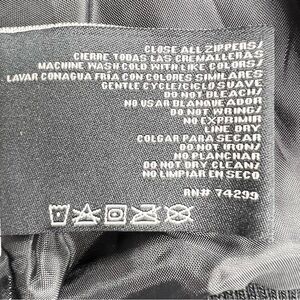 CLOSE ALL ZIPPERS/
CIERRE TODAS LAS CREMALLERAS
MACHINE WASH COLD WITH LIKE COLORS/
LAVAR CONAGUA FRIA CON COLORES SIMILARES
GENTLE CYCLE/CICLO SUAVE
DO NOT BLEACH/
NO USAR BLANQUEADOR
DO NOT WRING/
NO EXPRIMIR
LINE DRY
COLGAR PARA SECAR
DO NOT IRON/
NO PLANCHAR
DO NOT DRY CLEAN/
NO LIMPIAR EN SECO
RN# 74299